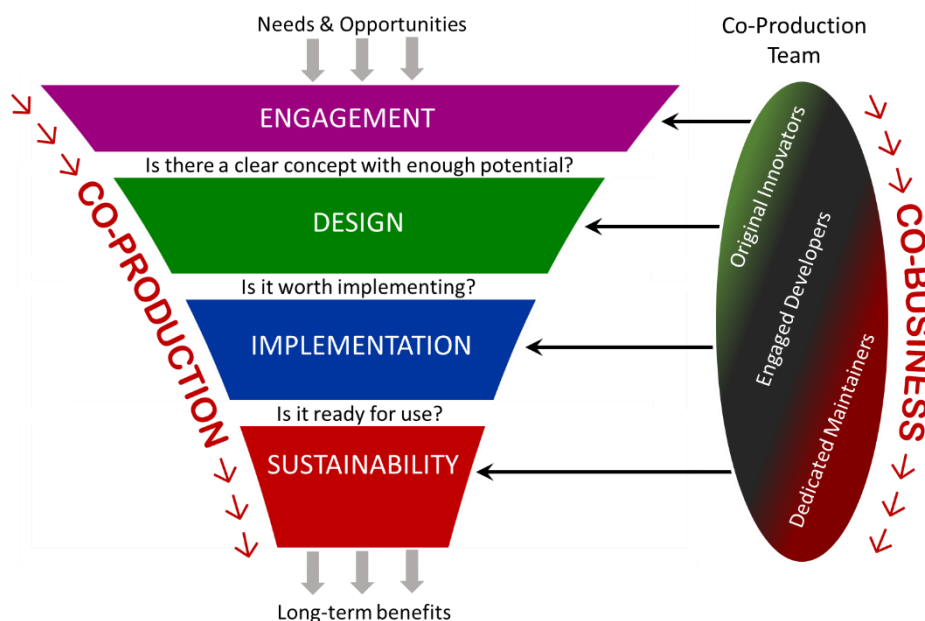 Needs & Opportunities
Co-Production
Team
ENGAGEMENT
Is there a clear concept with enough potential?
DESIGN
Is it worth implementing?
IMPLEMENTATION
Is it ready for use?
SUSTAINABILITY
Long-term benefits
CO-PRODUCTION
Original Innovators
Engaged Developers
Dedicated Maintainers
CO-BUSINESS